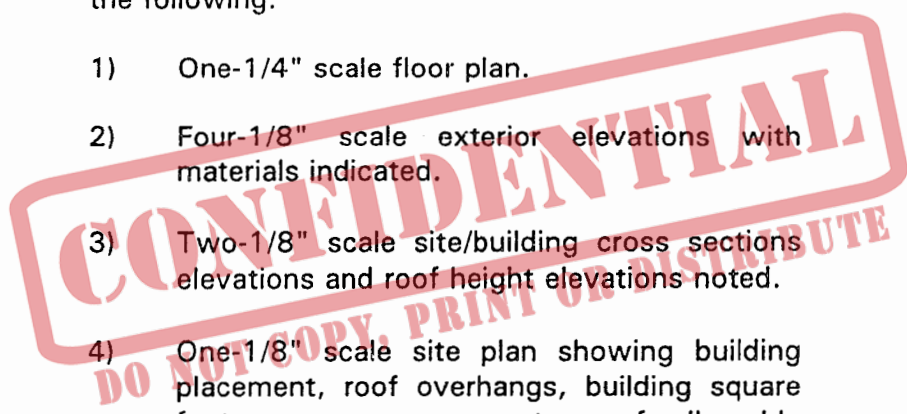 the following:
1) One-1/4" scale floor plan.
2) Four-1/8" scale exterior elevations with
materials indicated.
3) Two-1/8" scale site/building cross sections
elevations and roof height elevations noted.
4) One-1/8" scale site plan showing building
placement, roof overhangs, building square
CONFIDENTIAL
DO NOT COPY, PRINT OR DISTRIBUTE